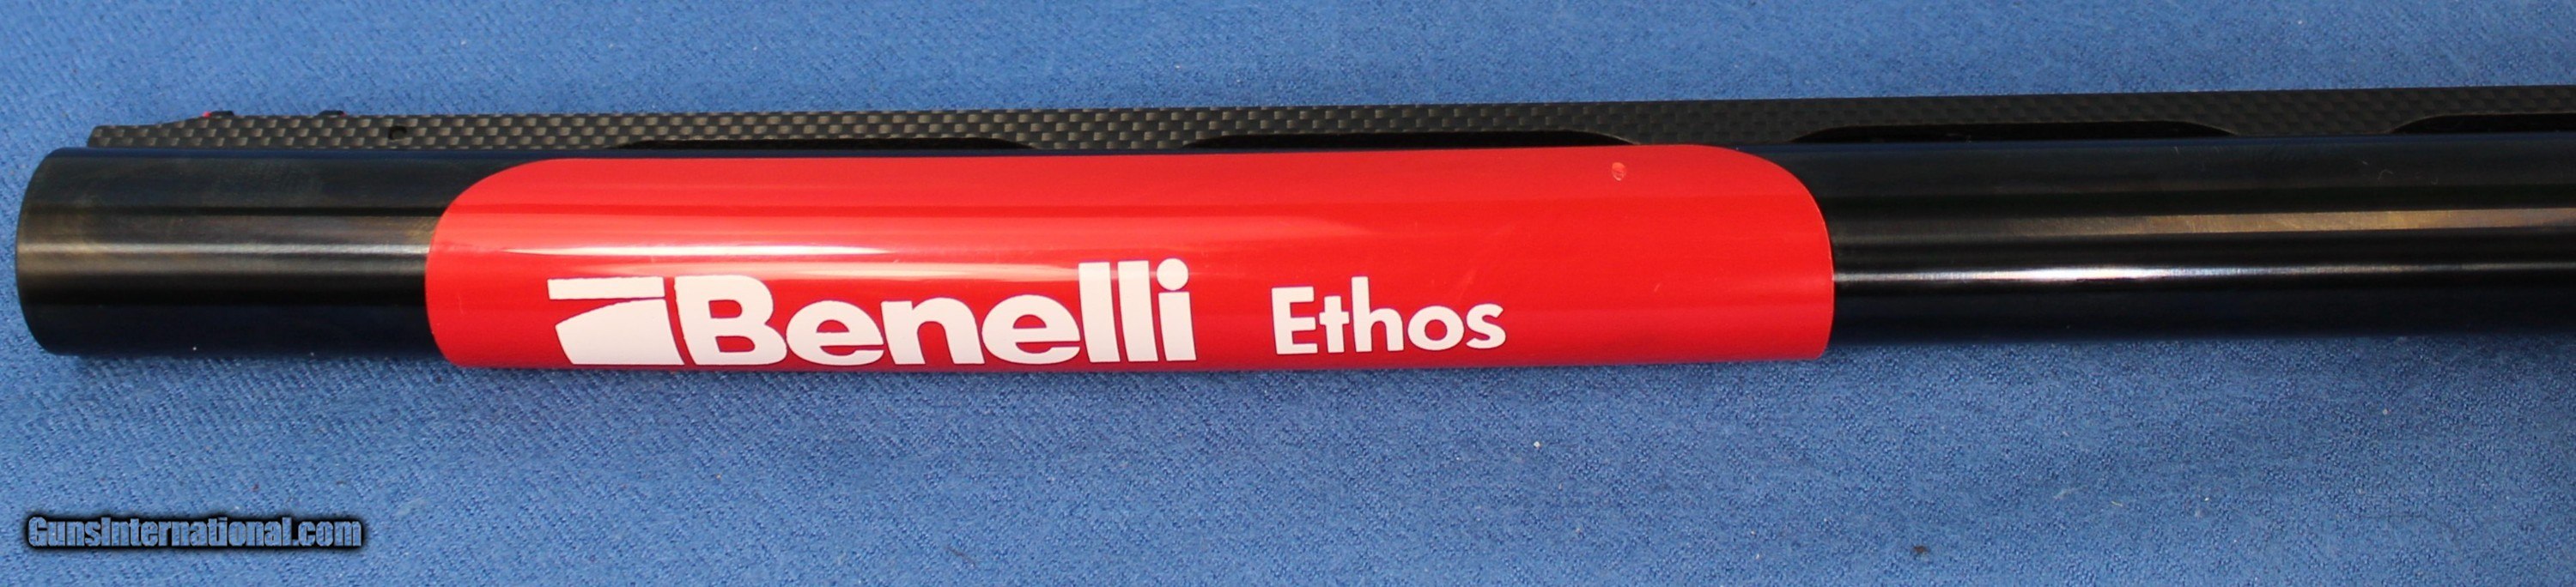 Benelli Ethos
GunsInternational.com